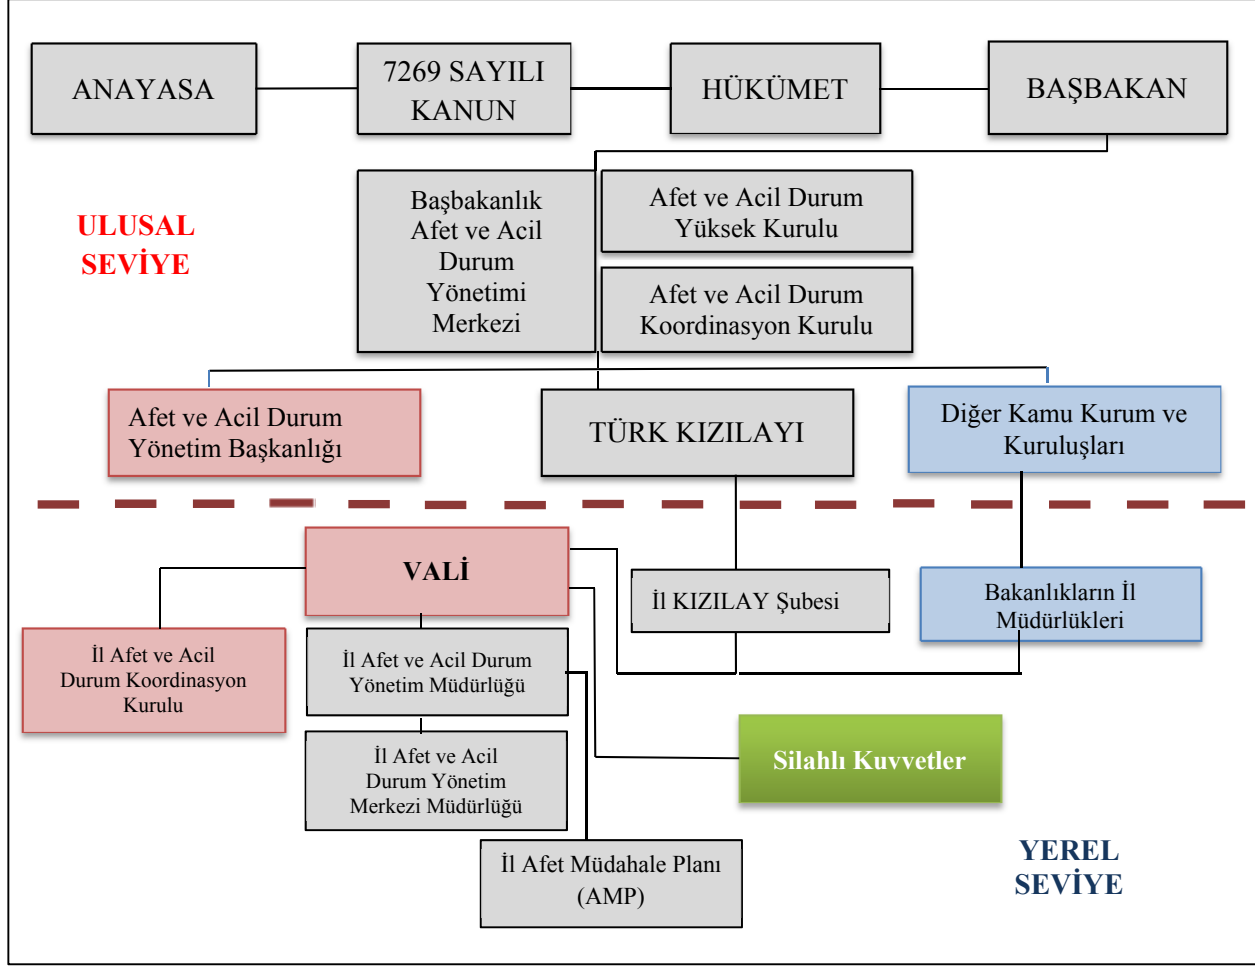 ANAYASA
7269 SAYILI
KANUN
HÜKÜMET
BAŞBAKAN
ULUSAL
SEVİYE
Başbakanlık
Afet ve Acil
Durum
Yönetimi
Merkezi
Afet ve Acil Durum
Yüksek Kurulu
Afet ve Acil Durum
Koordinasyon Kurulu
Afet ve Acil Durum
Yönetim Başkanlığı
TÜRK KIZILAYI
Diğer Kamu Kurum ve
Kuruluşları
VALİ
İl KIZILAY Şubesi
Bakanlıkların İl
Müdürlükleri
İl Afet ve Acil
Durum Koordinasyon
Kurulu
İl Afet ve Acil Durum
Yönetim Müdürlüğü
İl Afet ve Acil
Durum Yönetim
Merkezi Müdürlüğü
Silahlı Kuvvetler
İl Afet Müdahale Planı
(AMP)
YEREL
SEVİYE